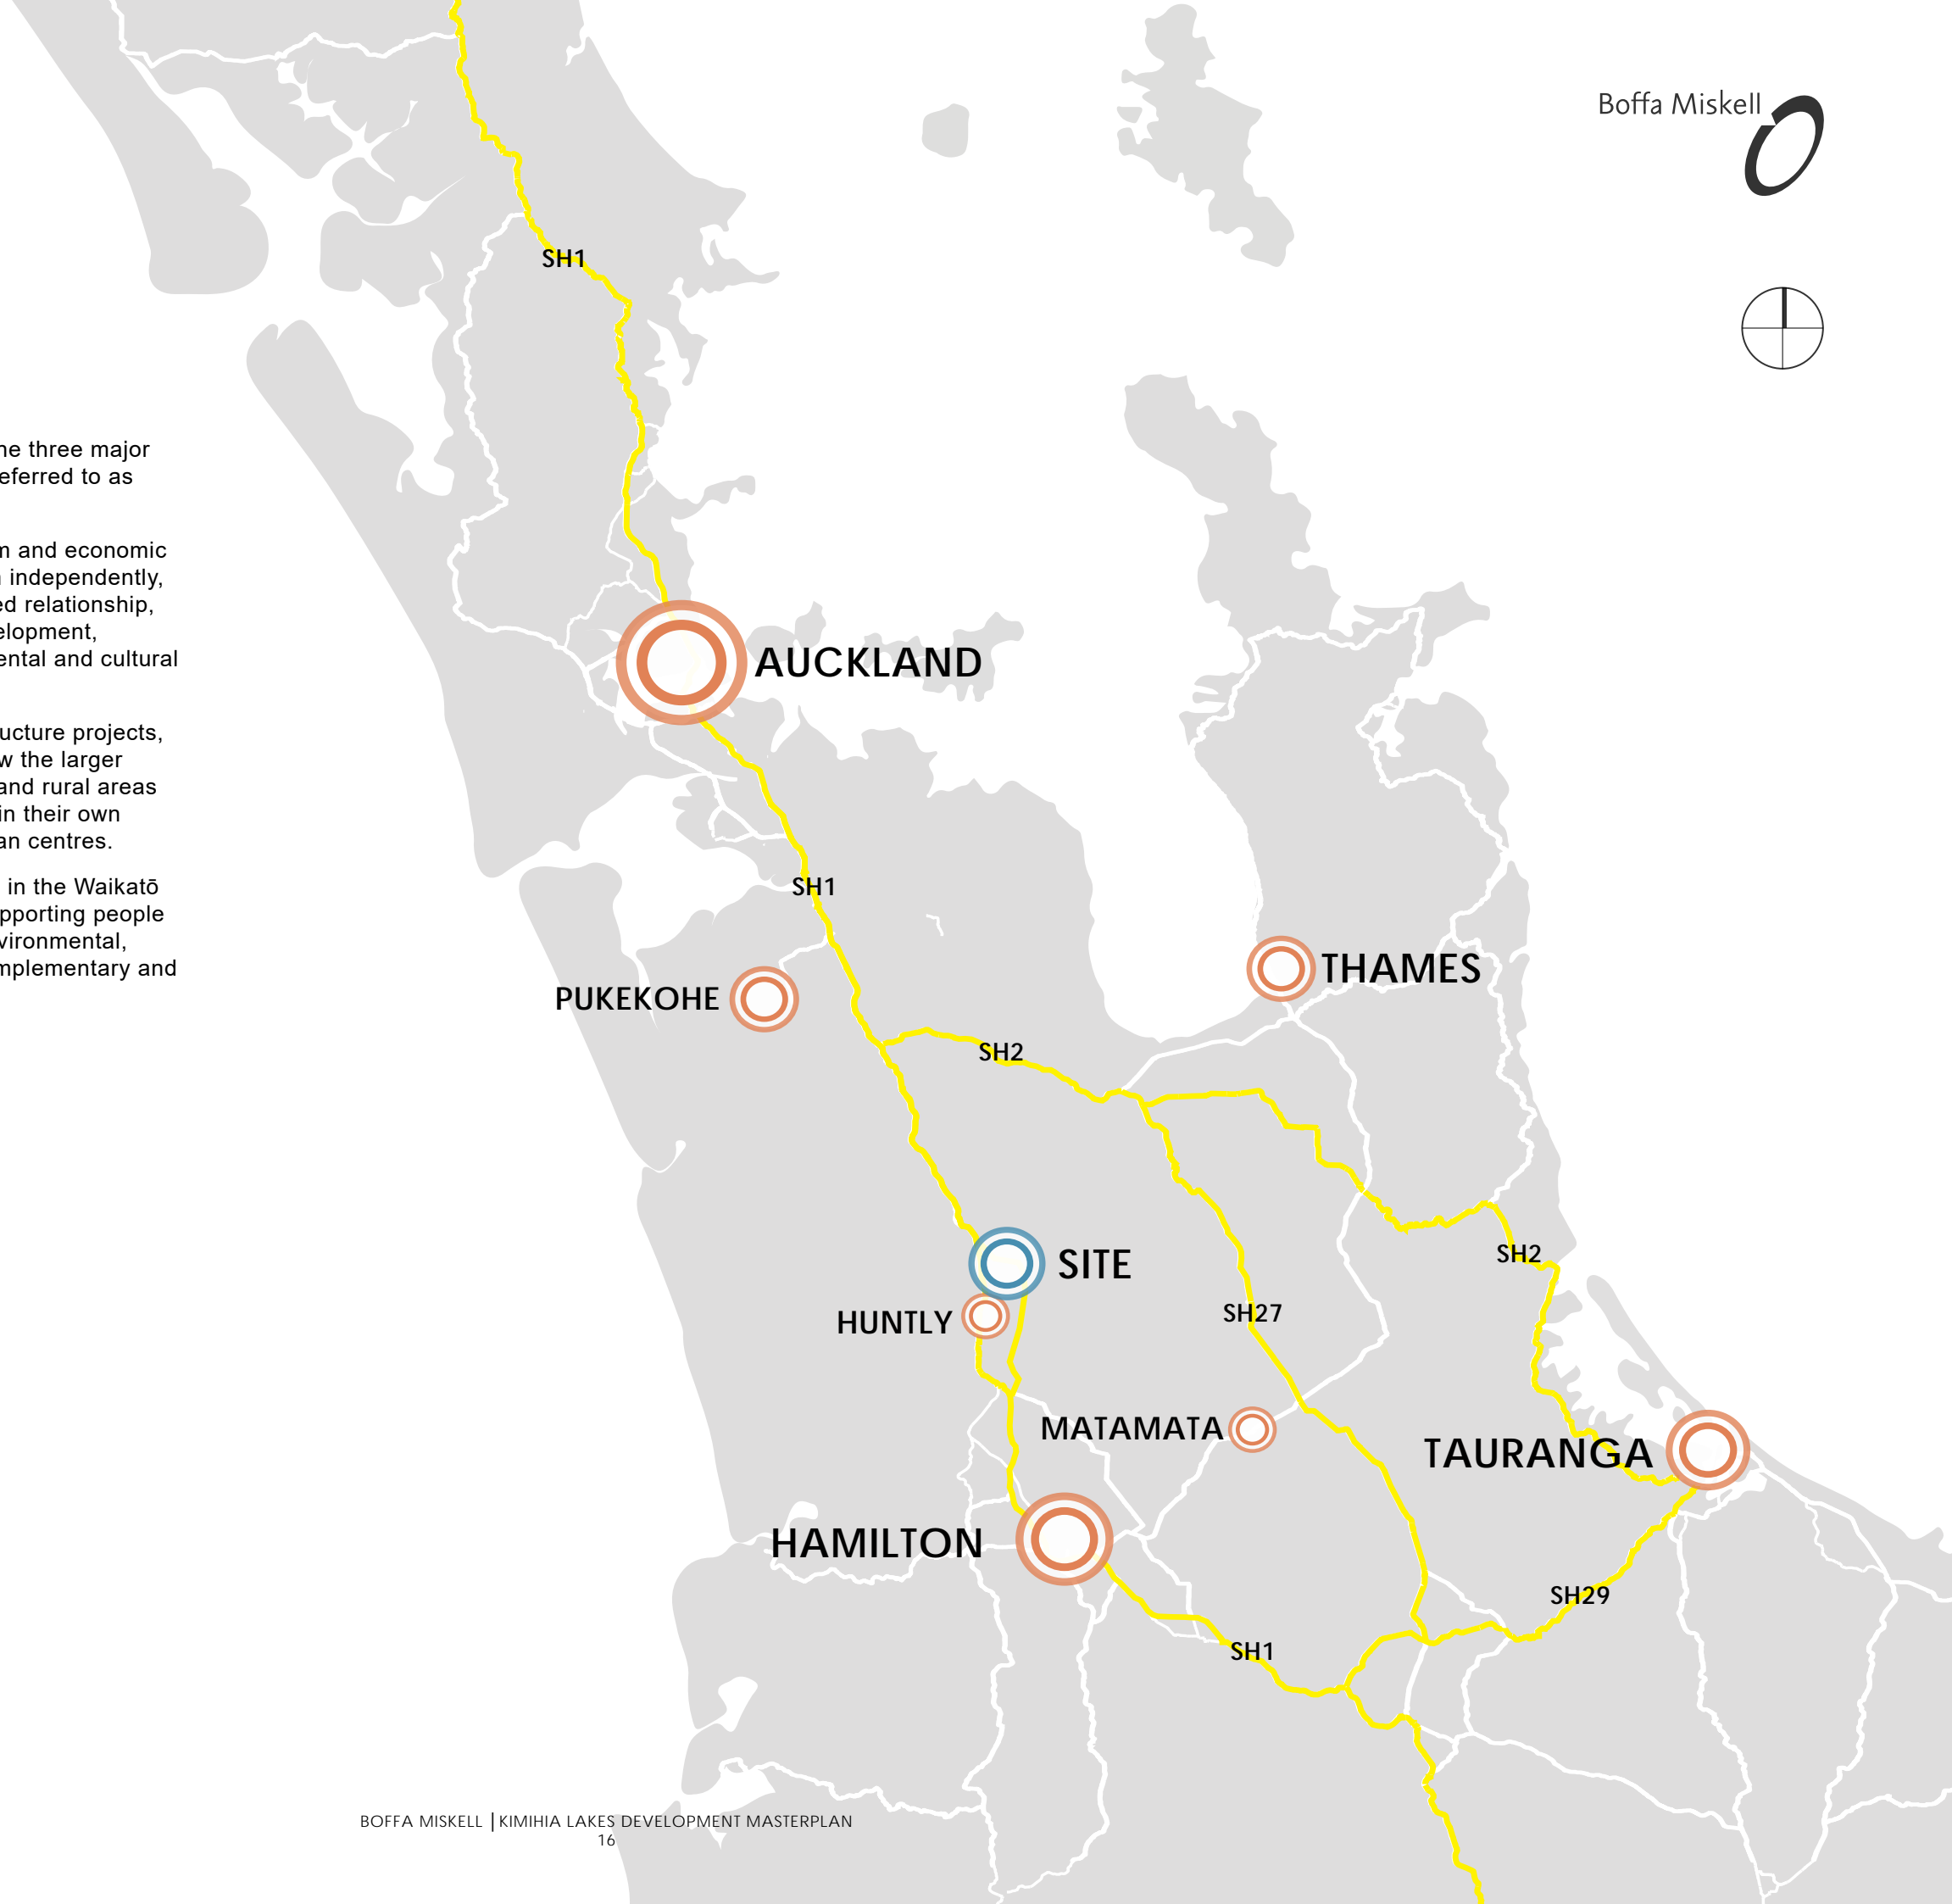 Boffa Miskell
SH1
he three major
eferred to as
m and economic
independently,
ed relationship,
elopment,
ental and cultural
ucture projects,
w the larger
and rural areas
in their own
an centres.
in the Waikatō
pporting people
vironmental,
mplementary and
AUCKLAND
SH1
THAMES
PUKEKOHE
SH2
SH2
SITE
SH27
HUNTLY
MATAMATA
TAURANGA
HAMILTON
SH29
SH1
BOFFA MISKELL | KIMIHIA LAKES DEVELOPMENT MASTERPLAN
16